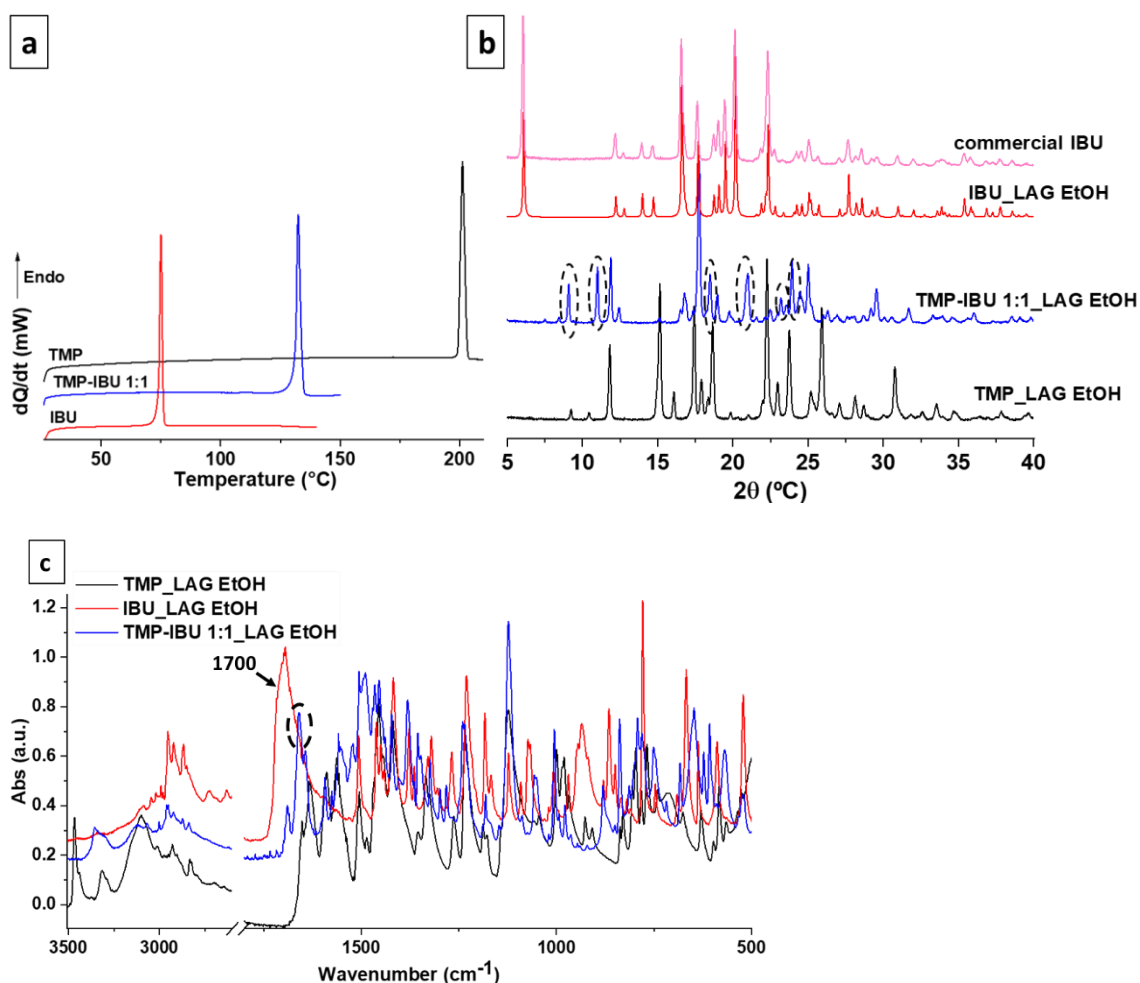 a
Endo
dQ/dt (mW)
TMP
TMP-IBU 1:1
IBU
50
100
150
200
Temperature (°C)
b
commercial IBU
IBU_LAG EtOH
TMP-IBU 1:1_LAG EtOH
TMP_LAG EtOH
5
10
15
20
25
30
35
40
2θ (ºC)
c
TMP_LAG EtOH
IBU_LAG EtOH
TMP-IBU 1:1_LAG EtOH
1700
Abs (a.u.)
1.2
1.0
0.8
0.6
0.4
0.2
0.0
3500
3000
1500
1000
500
Wavenumber (cm-1)